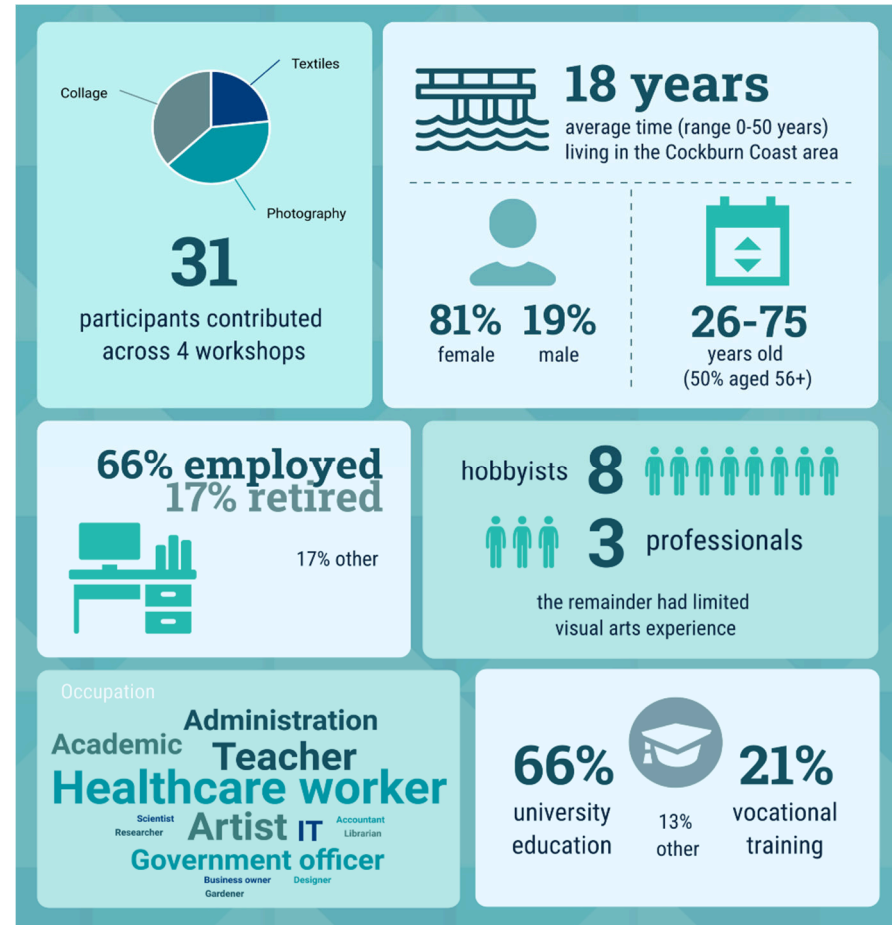 Textiles
Collage
Photography
31
participants contributed
across 4 workshops
18 years
average time (range 0-50 years)
living in the Cockburn Coast area
81% 19%
female male
26-75
years old
(50% aged 56+)
66% employed
17% retired
17% other
hobbyists 8
3 professionals
the remainder had limited
visual arts experience
Occupation
Administration
Academic Teacher
Healthcare worker
Scientist
Researcher
Artist IT
Accountant
Librarian
Government officer
Business owner Designer
Gardener
66%
university
education
13%
other
21%
vocational
training